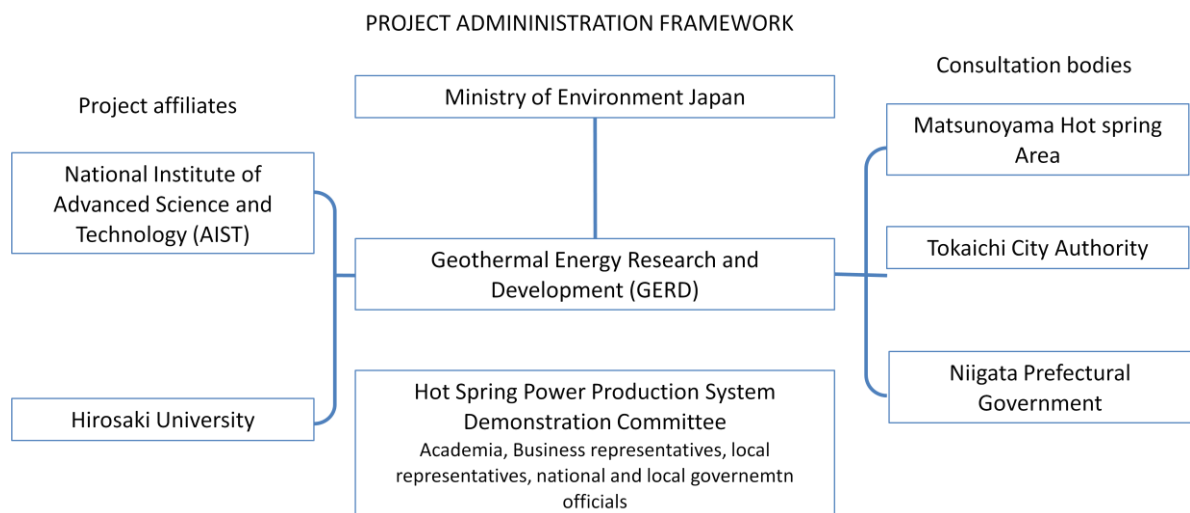 PROJECT ADMININISTRATION FRAMEWORK
Project affiliates
National Institute of
Advanced Science and
Technology (AIST)
Hirosaki University
Ministry of Environment Japan
Geothermal Energy Research and
Development (GERD)
Hot Spring Power Production System
Demonstration Committee
Academia, Business representatives, local
representatives, national and local governemtn
officials
Consultation bodies
Matsunoyama Hot spring
Area
Tokaichi City Authority
Niigata Prefectural
Government